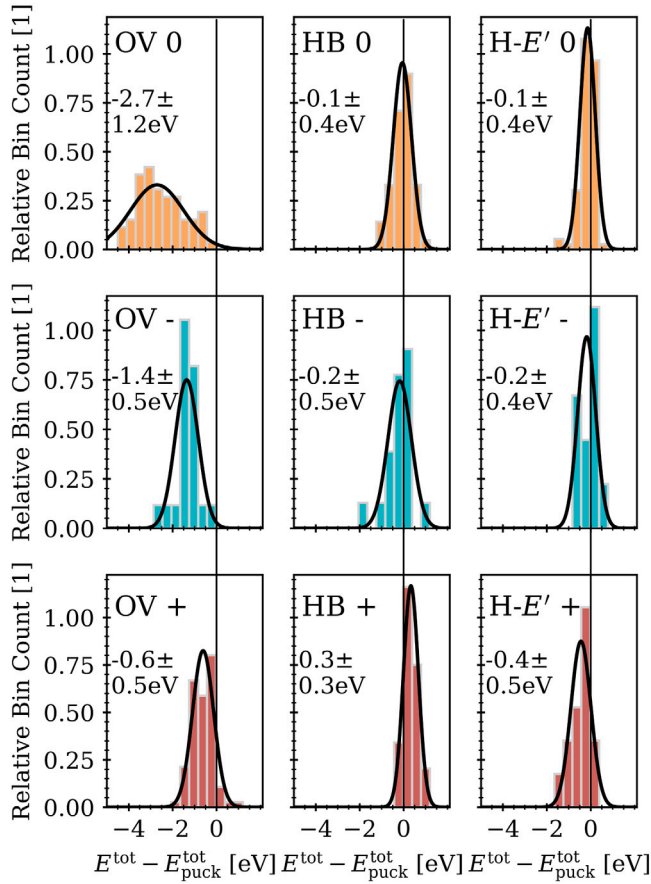 Relative Bin Count [1]
1.00
0.75
0.50
0.25
0.00
OV 0
-2.7±
1.2eV
HB 0
-0.1±
0.4eV
H-E′ 0
-0.1±
0.4eV
Relative Bin Count [1]
1.00
0.75
0.50
0.25
0.00
OV -
-1.4±
0.5eV
HB -
-0.2±
0.5eV
H-E′ -
-0.2±
0.4eV
Relative Bin Count [1]
1.00
0.75
0.50
0.25
0.00
OV +
-0.6±
0.5eV
HB +
0.3±
0.3eV
H-E′ +
-0.4±
0.5eV
−4 −2 0
−4 −2 0
−4 −2 0
E^tot − E^tot_puck [eV]
E^tot − E^tot_puck [eV]
E^tot − E^tot_puck [eV]